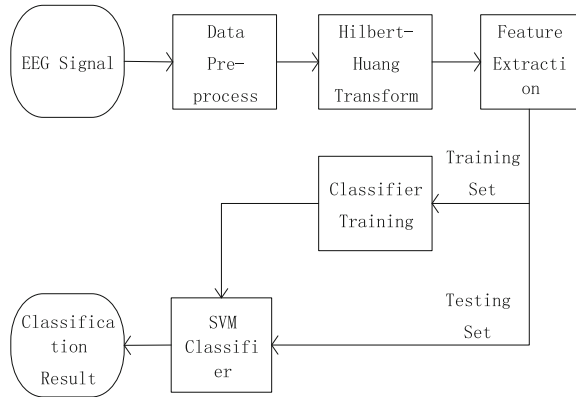 EEG Signal
Data
Pre-
process
Hilbert-
Huang
Transform
Feature
Extracti
on
Training
Set
Classifier
Training
Testing
Set
SVM
Classifi
er
Classifica
tion
Result